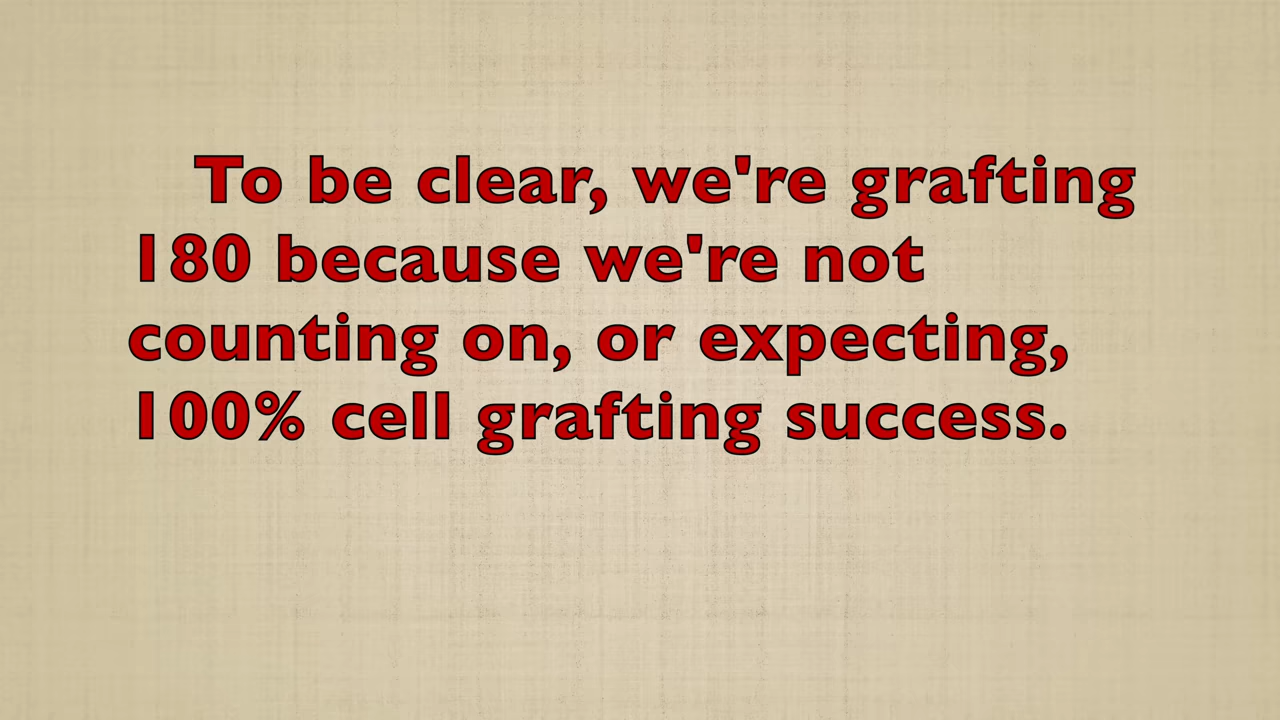 To be clear, we're grafting
180 because we're not
counting on, or expecting,
100% cell grafting success.